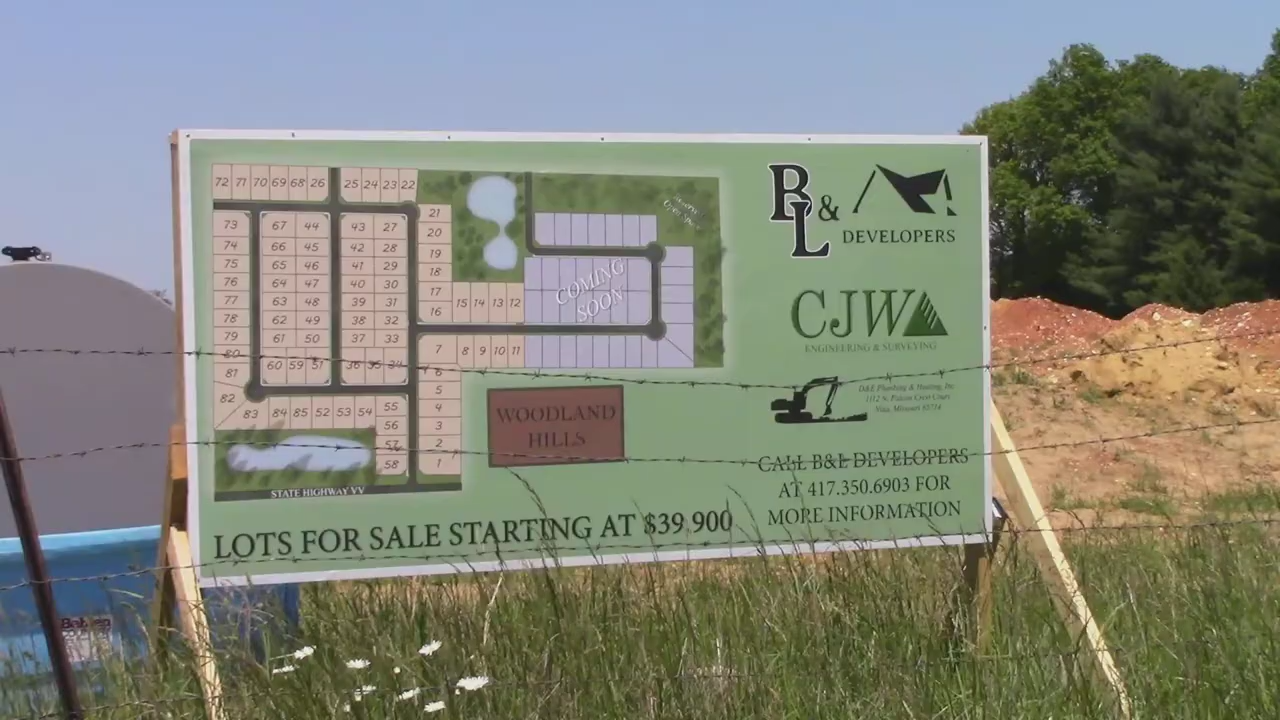 72 71 70 69 68 26 25 24 23 22
73 67 44 43 27 21
74 66 45 42 28 20
75 65 46 41 29 19
76 64 47 40 30 18
77 63 48 39 31 17
78 62 49 38 32 16 15 14 13 12
79 61 50 37 33
80 60 59 51 36 35 34 7 8 9 10 11
81 6
82 5
83 84 85 52 53 54 55 4
56 3
57 2
58 1
STATE HIGHWAY VV
COMING
SOON
WOODLAND
HILLS
LOTS FOR SALE STARTING AT $39,900
B&L
DEVELOPERS
CJW
ENGINEERING & SURVEYING
D&E Plumbing & Heating, Inc.
CALL B&L DEVELOPERS
AT 417.350.6903 FOR
MORE INFORMATION